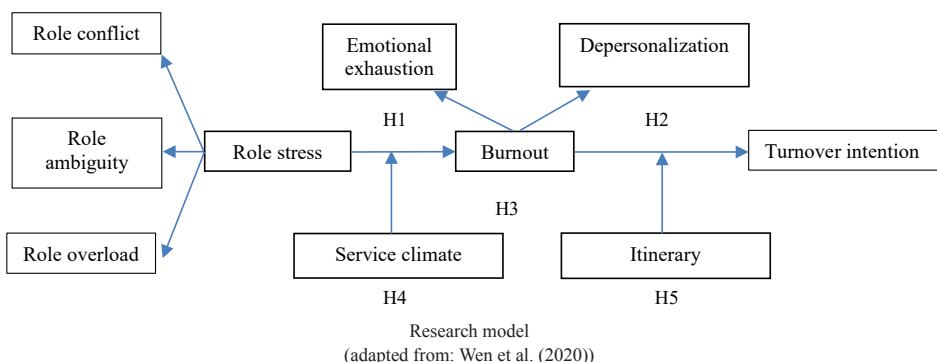 Role conflict
Emotional
exhaustion
Depersonalization
H1
H2
Role
ambiguity
Role stress
Burnout
Turnover intention
H3
Role overload
Service climate
Itinerary
H4
H5
Research model
(adapted from: Wen et al. (2020))